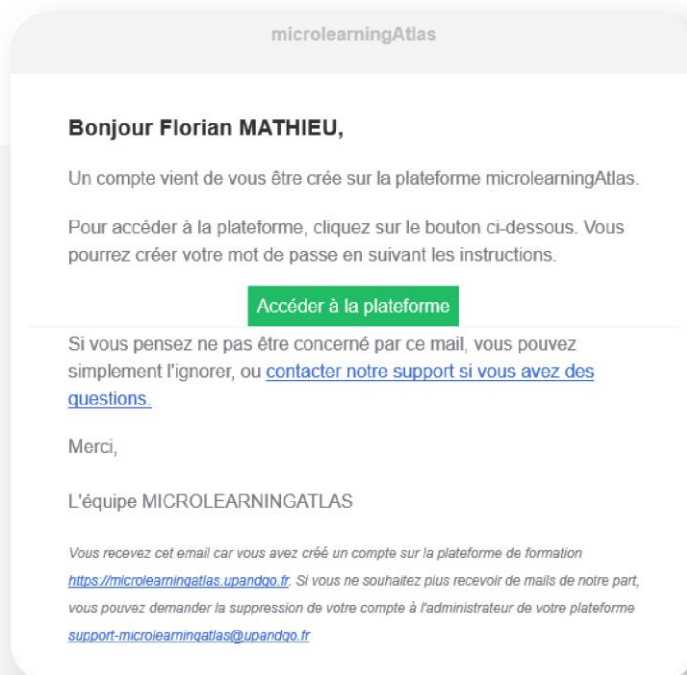 microlearningAtlas
Bonjour Florian MATHIEU,
Un compte vient de vous être crée sur la plateforme microlearningAtlas.
Pour accéder à la plateforme, cliquez sur le bouton ci-dessous. Vous
pourrez créer votre mot de passe en suivant les instructions.
Accéder à la plateforme
Si vous pensez ne pas être concerné par ce mail, vous pouvez
simplement l'ignorer, ou contacter notre support si vous avez des
questions.
Merci,
L'équipe MICROLEARNINGATLAS
Vous recevez cet email car vous avez créé un compte sur la plateforme de formation
https://microlearningatlas.upandgo.fr. Si vous ne souhaitez plus recevoir de mails de notre part,
vous pouvez demander la suppression de votre compte à l'administrateur de votre plateforme
support-microlearningatlas@upandgo.fr